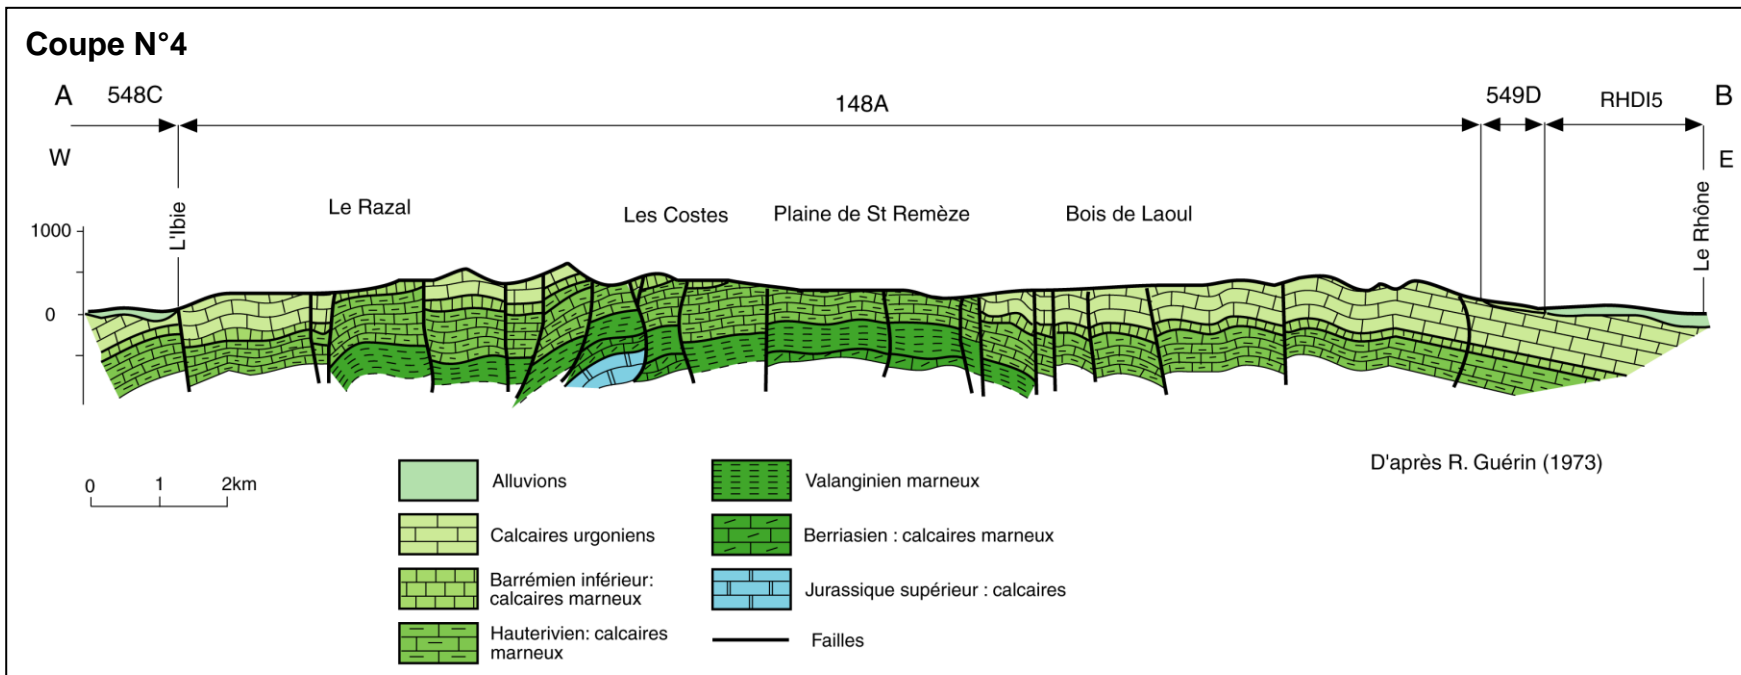 Coupe N°4
A
548C
148A
549D
RHDI5
B
W
E
L'Ibie
Le Razal
Les Costes
Plaine de St Remèze
Bois de Laoul
Le Rhône
1000
0
0 1 2km
D'après R. Guérin (1973)
Alluvions
Calcaires urgoniens
Barrémien inférieur:
calcaires marneux
Hauterivien: calcaires
marneux
Valanginien marneux
Berriasien : calcaires marneux
Jurassique supérieur : calcaires
Failles